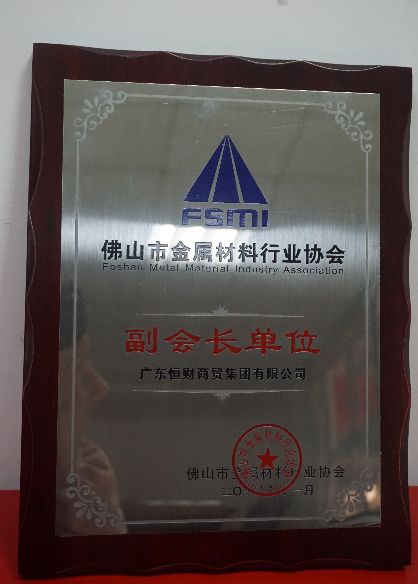 FSMI
佛山市金属材料行业协会
Foshan Metal Material Industry Association
副会长单位
广东恒财商贸集团有限公司
佛山市金属材料行业协会